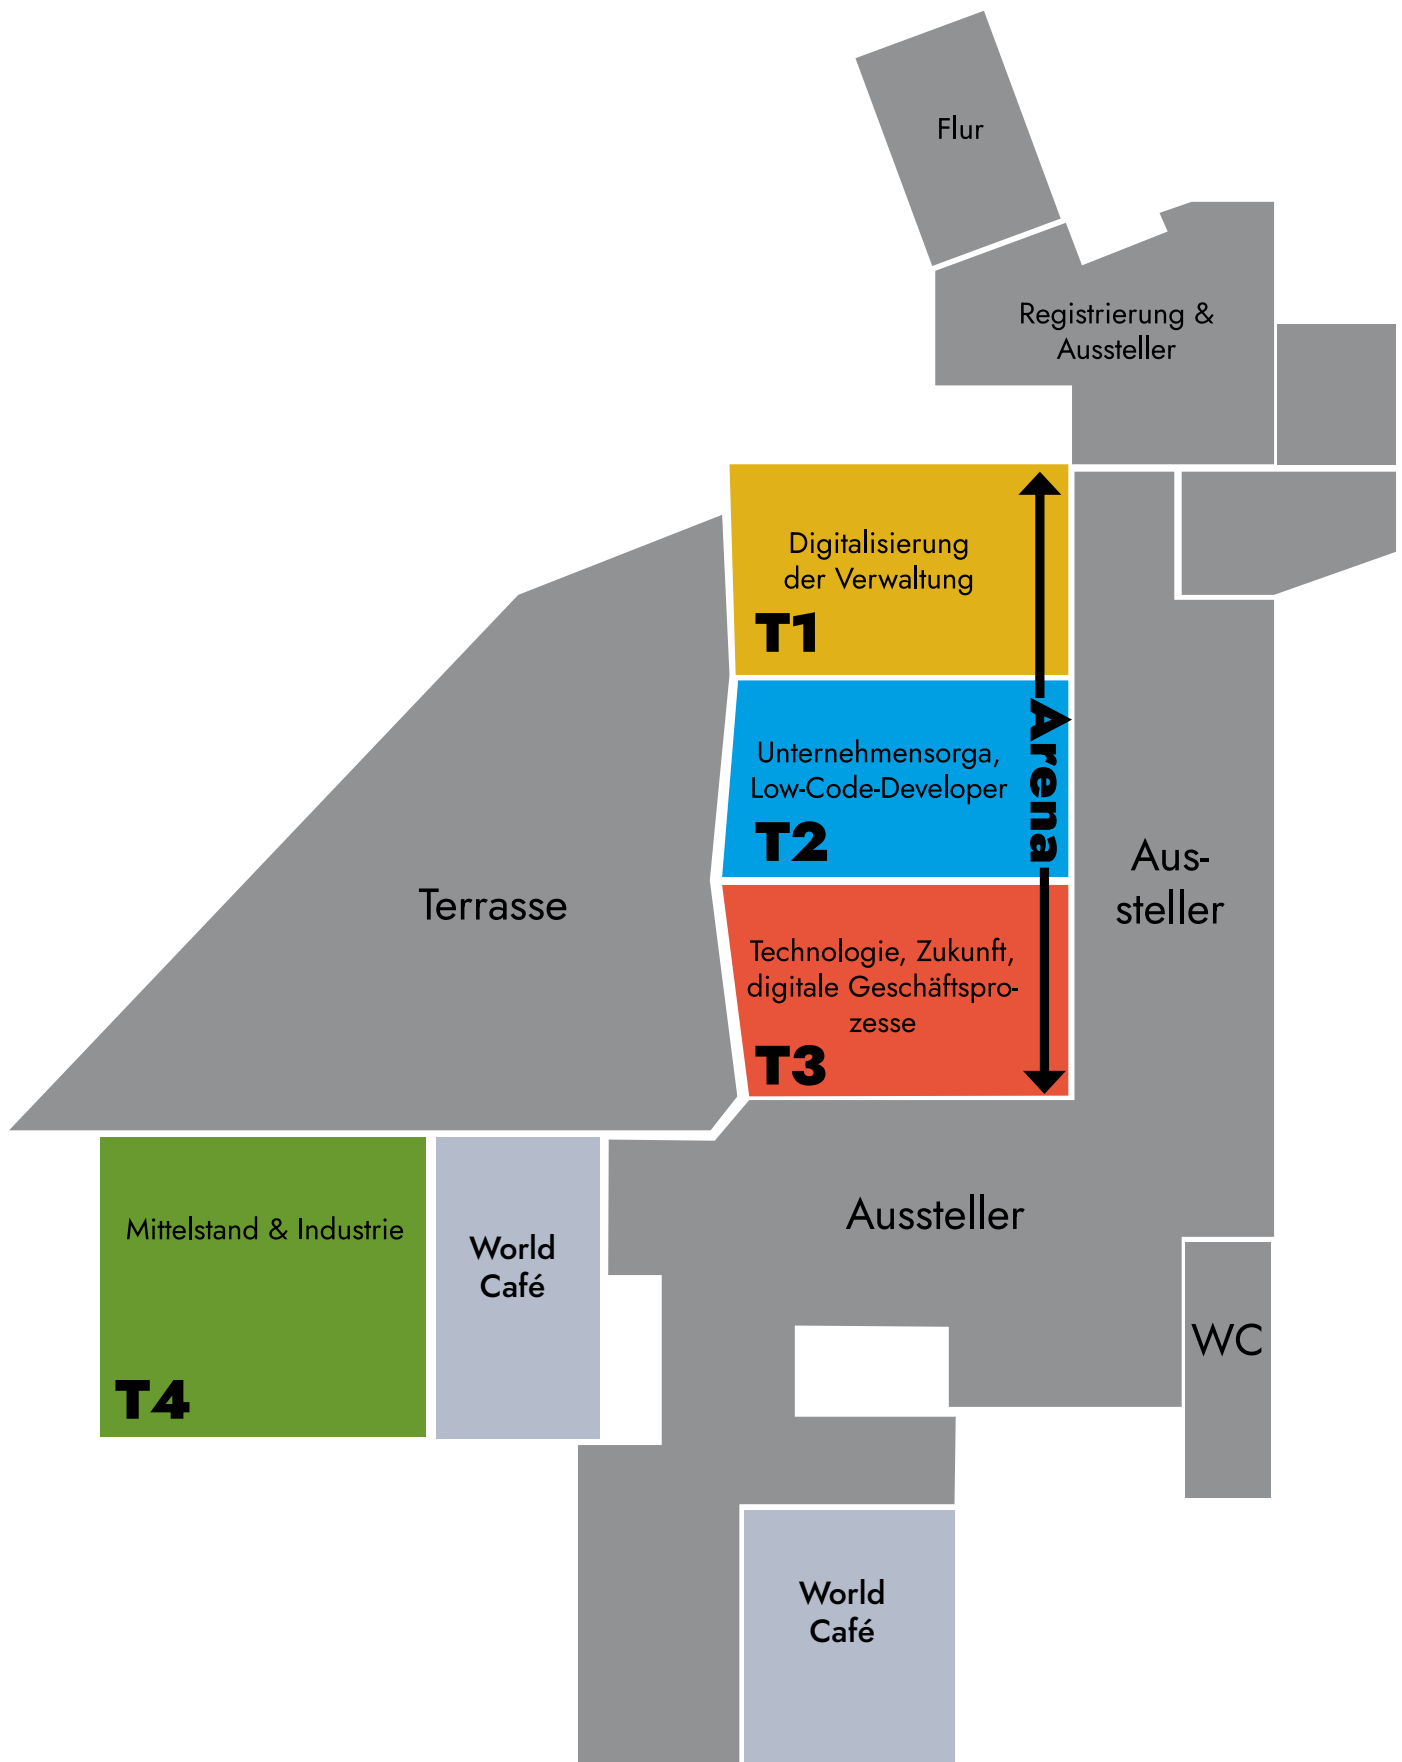 Flur
Registrierung &
Aussteller
Digitalisierung
der Verwaltung
T1
Unternehmensorga,
Low-Code-Developer
T2
Arena
Technologie, Zukunft,
digitale Geschäftspro-
zesse
T3
Aus-
steller
Terrasse
Mittelstand & Industrie
T4
World
Café
Aussteller
WC
World
Café